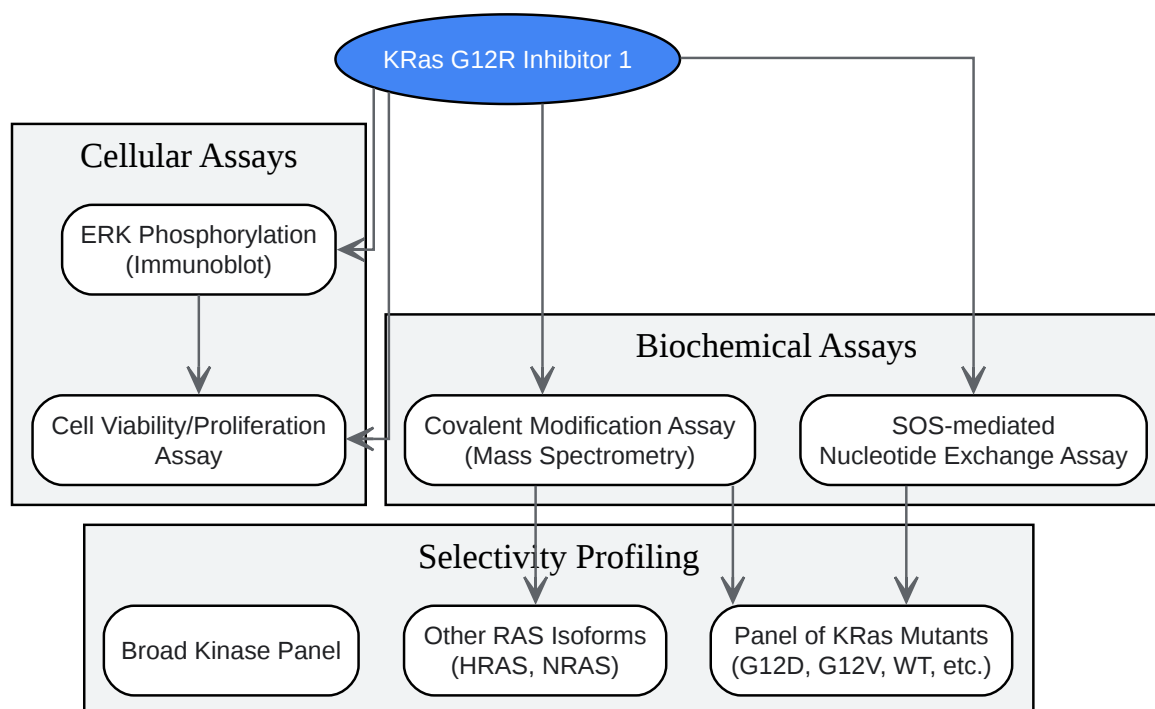 KRas G12R Inhibitor 1
Cellular Assays
ERK Phosphorylation
(Immunoblot)
Cell Viability/Proliferation
Assay
Biochemical Assays
Covalent Modification Assay
(Mass Spectrometry)
SOS-mediated
Nucleotide Exchange Assay
Selectivity Profiling
Broad Kinase Panel
Other RAS Isoforms
(HRAS, NRAS)
Panel of KRas Mutants
(G12D, G12V, WT, etc.)